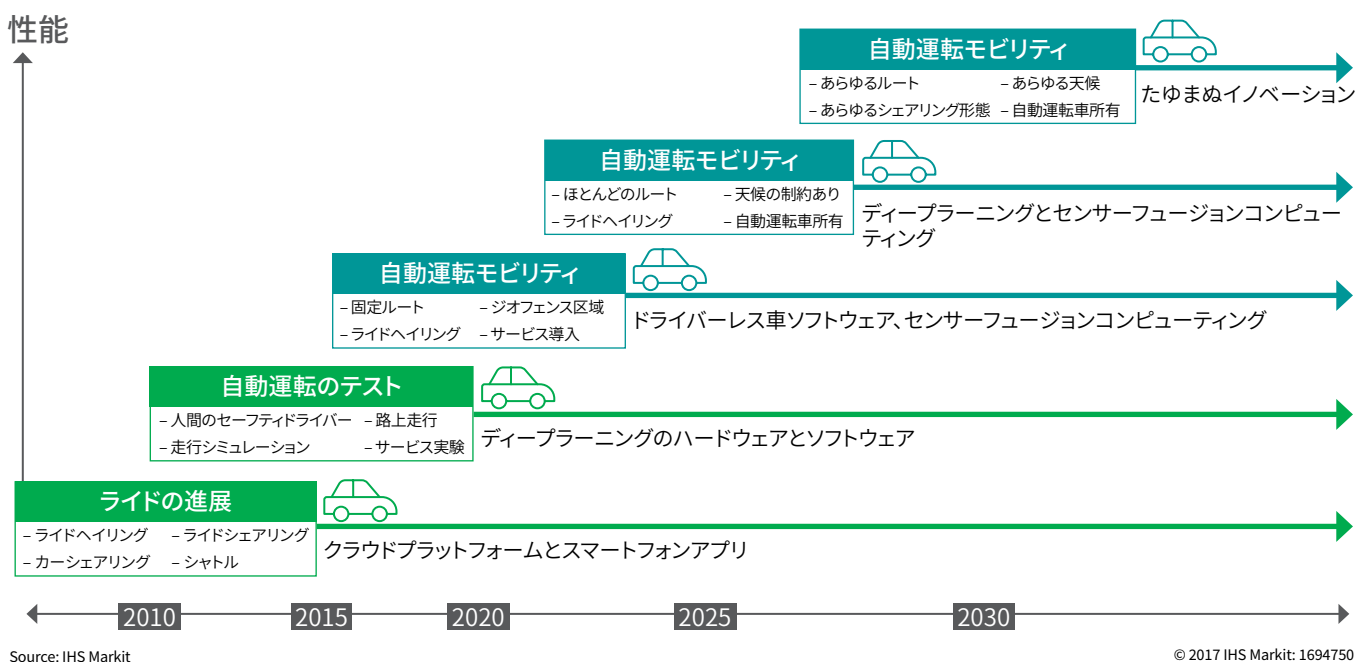 性能
自動運転モビリティ
– あらゆるルート – あらゆる天候
– あらゆるシェアリング形態 – 自動運転車所有
たゆまぬイノベーション
自動運転モビリティ
– ほとんどのルート – 天候の制約あり
– ライドヘイリング – 自動運転車所有
ディープラーニングとセンサーフュージョンコンピュー
ティング
自動運転モビリティ
– 固定ルート – ジオフェンス区域
– ライドヘイリング – サービス導入
ドライバーレス車ソフトウェア、センサーフュージョンコンピューティング
自動運転のテスト
– 人間のセーフティドライバー – 路上走行
– 走行シミュレーション – サービス実験
ディープラーニングのハードウェアとソフトウェア
ライドの進展
– ライドヘイリング – ライドシェアリング
– カーシェアリング – シャトル
クラウドプラットフォームとスマートフォンアプリ
2010 2015 2020 2025 2030
Source: IHS Markit © 2017 IHS Markit: 1694750